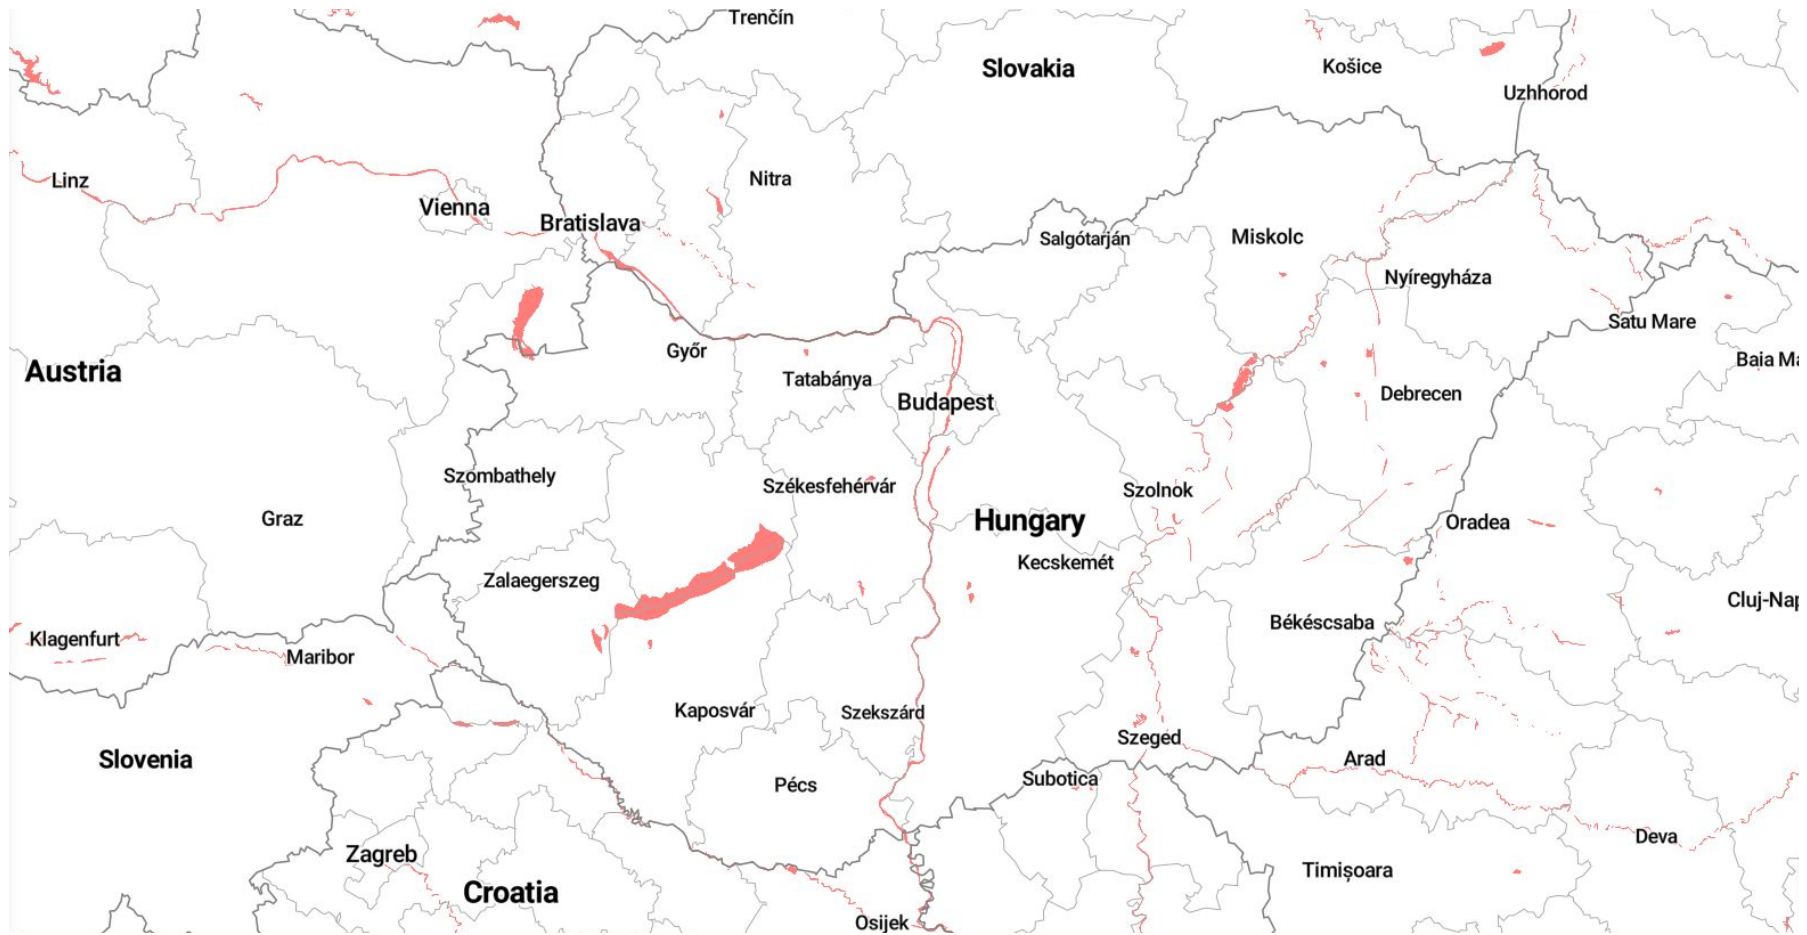 Trenčín
Slovakia
Košice
Uzhhorod
Linz
Nitra
Vienna
Bratislava
Salgótarján
Miskolc
Nyíregyháza
Satu Mare
Győr
Baia Ma
Austria
Tatabánya
Budapest
Debrecen
Szombathely
Székesfehérvár
Szolnok
Graz
Hungary
Oradea
Kecskemét
Zalaegerszeg
Cluj-Nap
Békéscsaba
Klagenfurt
Maribor
Kaposvár
Szekszárd
Szeged
Slovenia
Arad
Subotica
Pécs
Deva
Zagreb
Timișoara
Croatia
Osijek